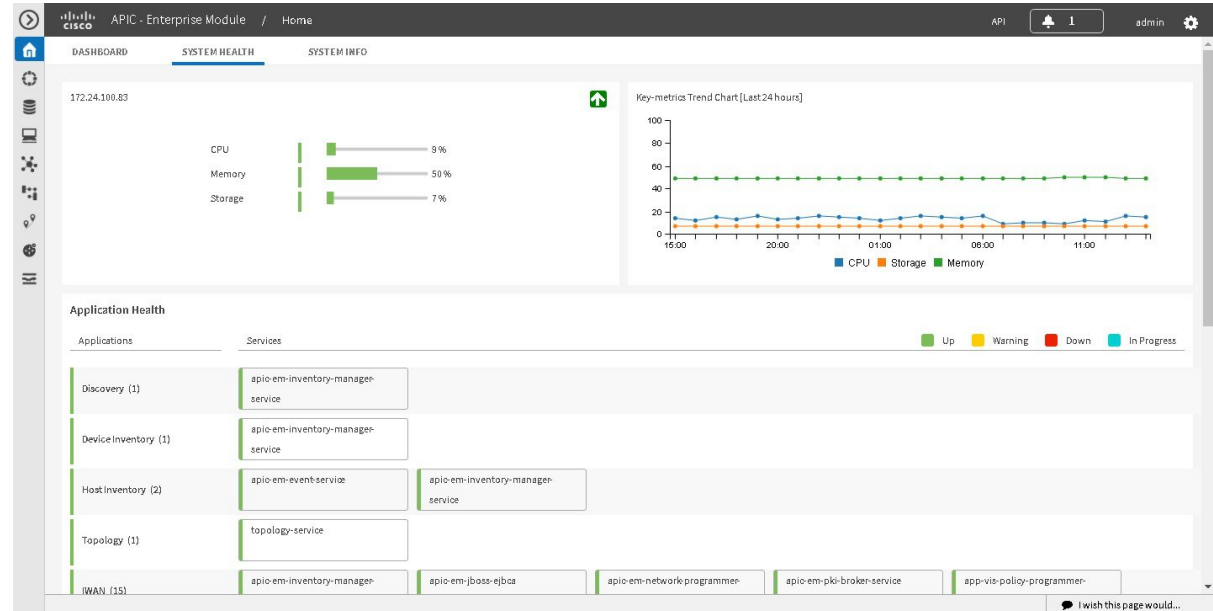 cisco APIC - Enterprise Module / Home API 1 admin
DASHBOARD SYSTEM HEALTH SYSTEM INFO
172.24.100.83
CPU 9%
Memory 50%
Storage 7%
Key-metrics Trend Chart [Last 24 hours]
100
80
60
40
20
0
15:00 20:00 01:00 06:00 11:00
CPU Storage Memory
Application Health
Applications Services Up Warning Down In Progress
Discovery (1)
apic-em-inventory-manager-
service
Device Inventory (1)
apic-em-inventory-manager-
service
Host Inventory (2)
apic-em-event-service
apic-em-inventory-manager-
service
Topology (1)
topology-service
IWAN (15)
apic-em-inventory-manager-
apic-em-jboss-ejbca
apic-em-network-programmer-
apic-em-pki-broker-service
app-vis-policy-programmer-
I wish this page would...